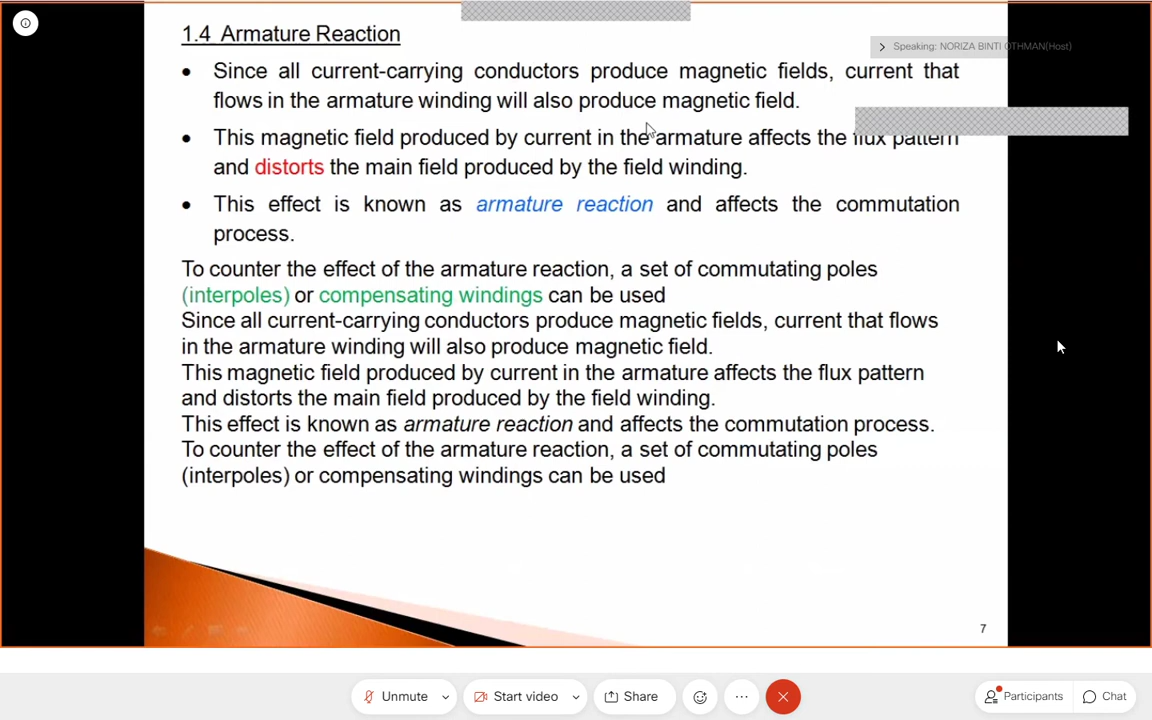 1.4 Armature Reaction
Speaking: NORIZA BINTI OTHMAN(Host)
• Since all current-carrying conductors produce magnetic fields, current that
flows in the armature winding will also produce magnetic field.
• This magnetic field produced by current in the armature affects the flux pattern
and distorts the main field produced by the field winding.
• This effect is known as armature reaction and affects the commutation
process.
To counter the effect of the armature reaction, a set of commutating poles
(interpoles) or compensating windings can be used
Since all current-carrying conductors produce magnetic fields, current that flows
in the armature winding will also produce magnetic field.
This magnetic field produced by current in the armature affects the flux pattern
and distorts the main field produced by the field winding.
This effect is known as armature reaction and affects the commutation process.
To counter the effect of the armature reaction, a set of commutating poles
(interpoles) or compensating windings can be used
7
Unmute
Start video
Share
Participants
Chat